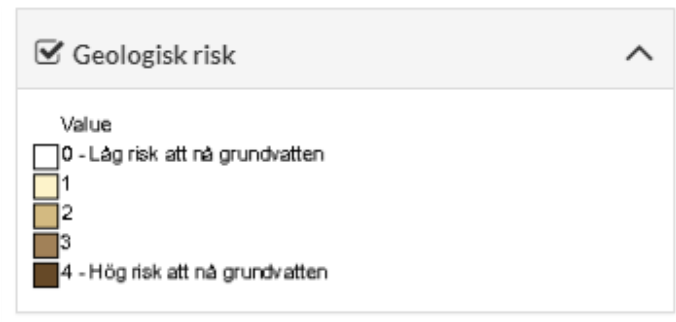 Geologisk risk
Value
0 - Låg risk att nå grundvatten
1
2
3
4 - Hög risk att nå grundvatten